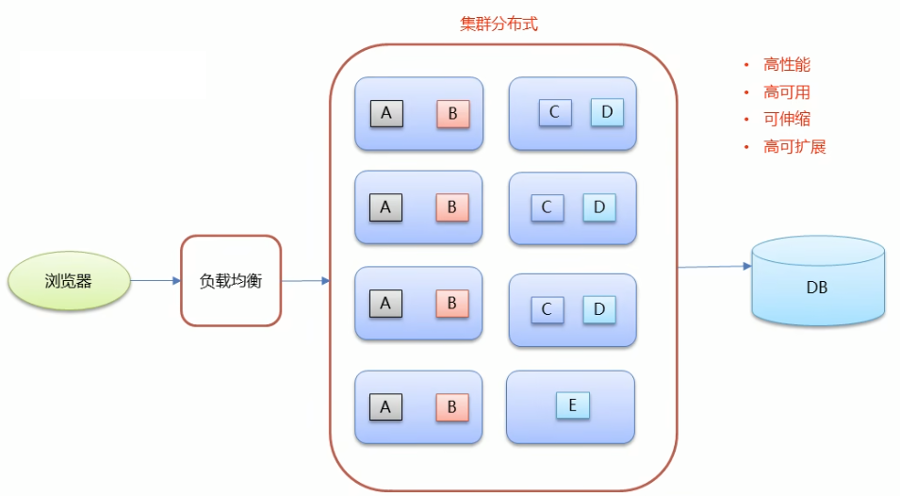 集群分布式
• 高性能
• 高可用
• 可伸缩
• 高可扩展
A B C D
A B C D
浏览器
负载均衡
A B C D
DB
A B E